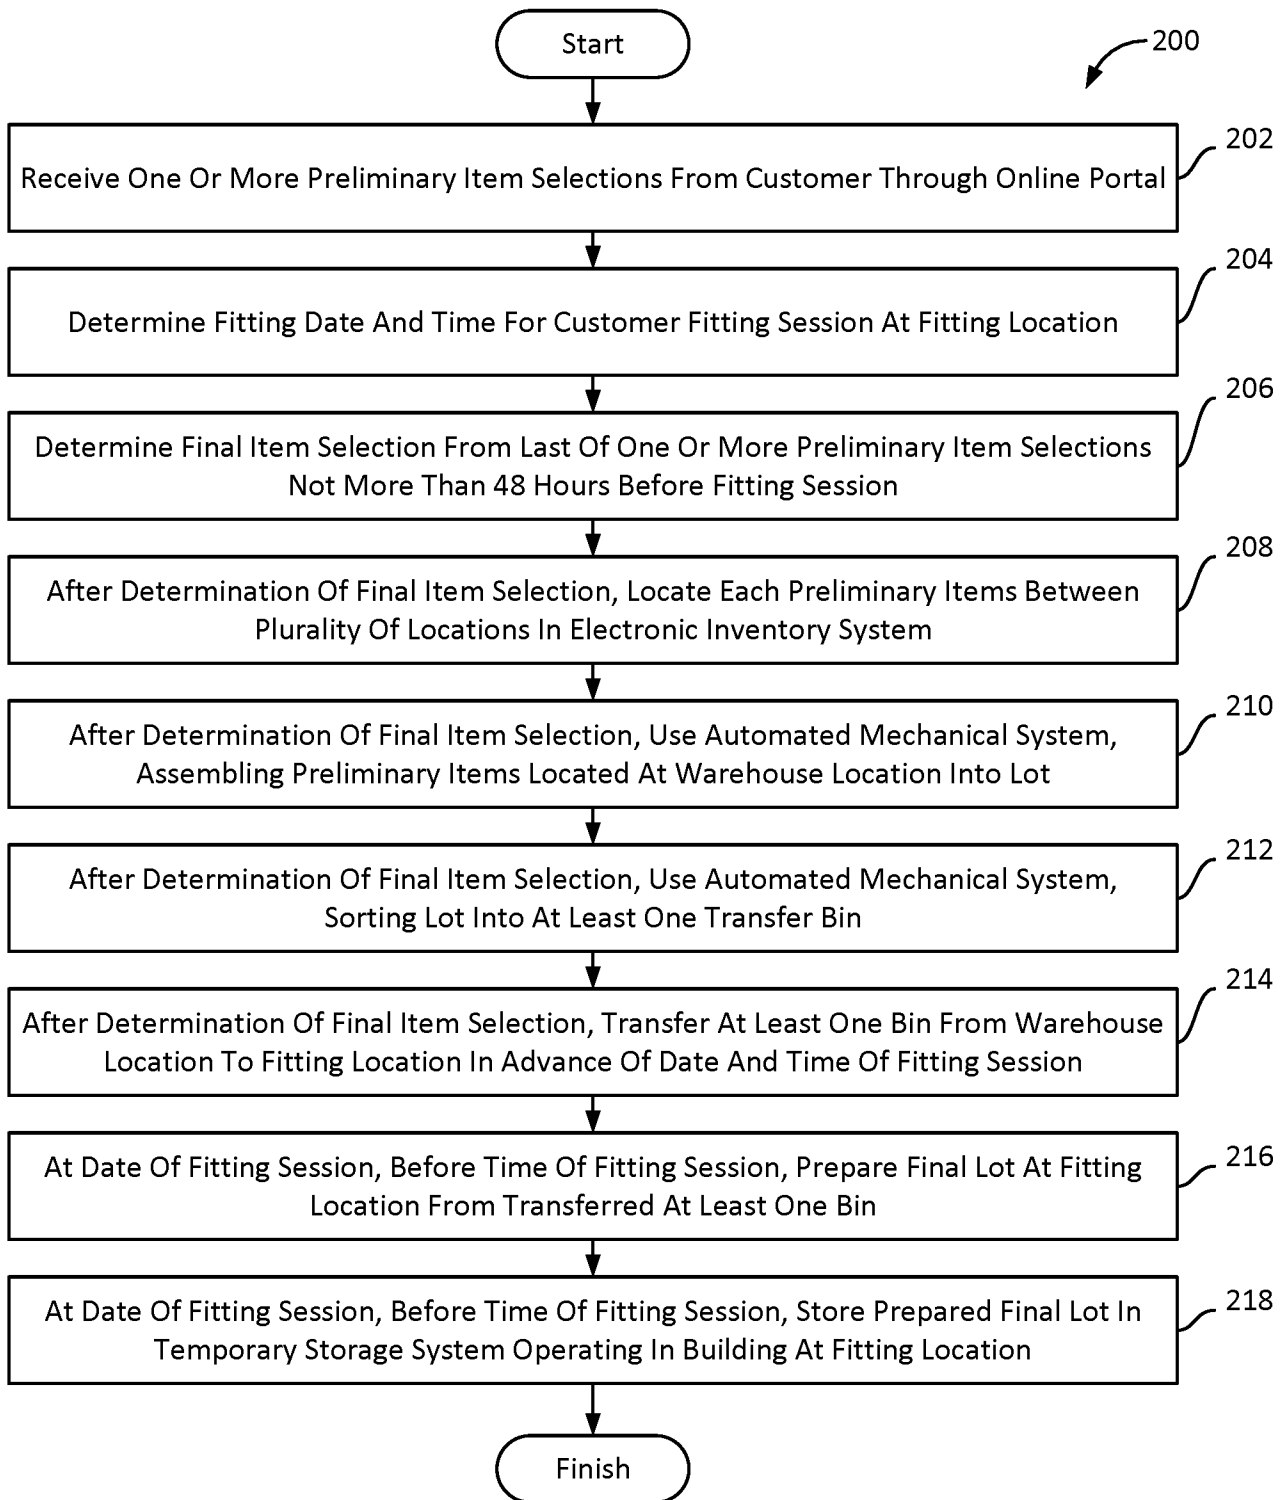 Start
200
Receive One Or More Preliminary Item Selections From Customer Through Online Portal
202
Determine Fitting Date And Time For Customer Fitting Session At Fitting Location
204
Determine Final Item Selection From Last Of One Or More Preliminary Item Selections
Not More Than 48 Hours Before Fitting Session
206
After Determination Of Final Item Selection, Locate Each Preliminary Items Between
Plurality Of Locations In Electronic Inventory System
208
After Determination Of Final Item Selection, Use Automated Mechanical System,
Assembling Preliminary Items Located At Warehouse Location Into Lot
210
After Determination Of Final Item Selection, Use Automated Mechanical System,
Sorting Lot Into At Least One Transfer Bin
212
After Determination Of Final Item Selection, Transfer At Least One Bin From Warehouse
Location To Fitting Location In Advance Of Date And Time Of Fitting Session
214
At Date Of Fitting Session, Before Time Of Fitting Session, Prepare Final Lot At Fitting
Location From Transferred At Least One Bin
216
At Date Of Fitting Session, Before Time Of Fitting Session, Store Prepared Final Lot In
Temporary Storage System Operating In Building At Fitting Location
218
Finish